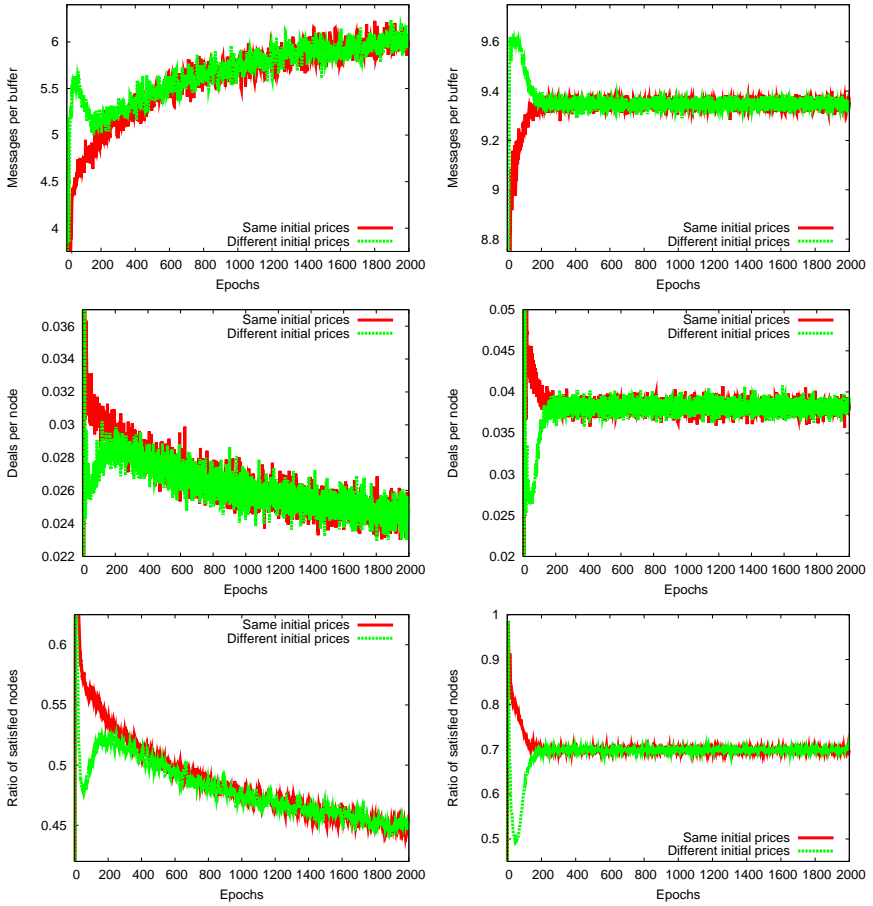 Messages per buffer
6
5.5
5
4.5
4
Same initial prices
Different initial prices
0 200 400 600 800 1000 1200 1400 1600 1800 2000
Epochs
Messages per buffer
9.6
9.4
9.2
9
8.8
Same initial prices
Different initial prices
0 200 400 600 800 1000 1200 1400 1600 1800 2000
Epochs
Deals per node
0.036
0.034
0.032
0.03
0.028
0.026
0.024
0.022
Same initial prices
Different initial prices
0 200 400 600 800 1000 1200 1400 1600 1800 2000
Epochs
Deals per node
0.05
0.045
0.04
0.035
0.03
0.025
0.02
Same initial prices
Different initial prices
0 200 400 600 800 1000 1200 1400 1600 1800 2000
Epochs
Ratio of satisfied nodes
0.6
0.55
0.5
0.45
Same initial prices
Different initial prices
0 200 400 600 800 1000 1200 1400 1600 1800 2000
Epochs
Ratio of satisfied nodes
1
0.9
0.8
0.7
0.6
0.5
Same initial prices
Different initial prices
0 200 400 600 800 1000 1200 1400 1600 1800 2000
Epochs